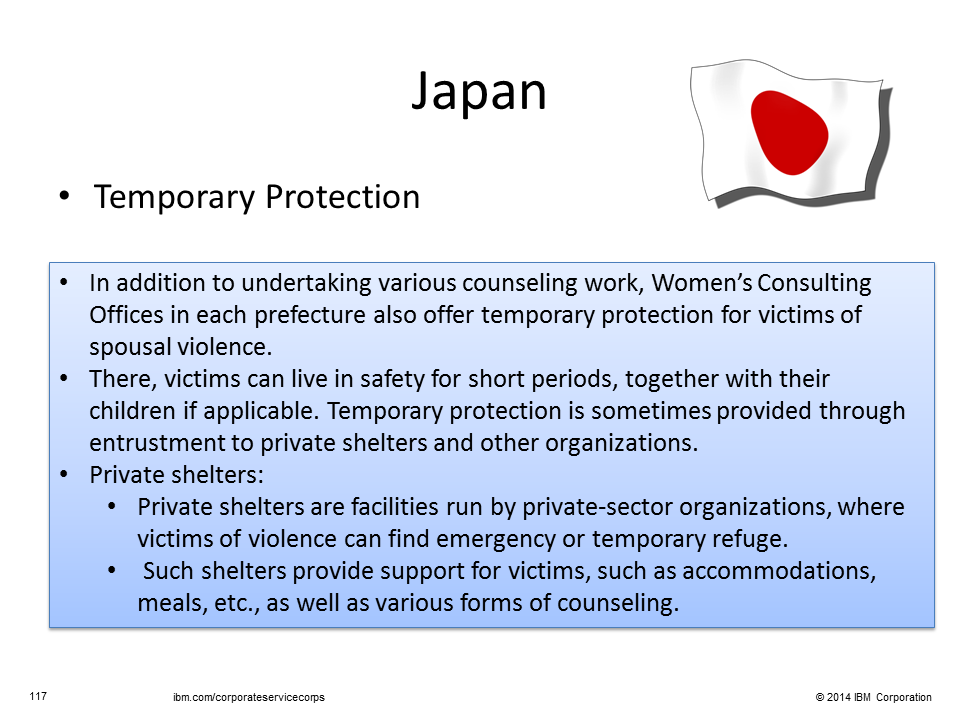 Japan
• Temporary Protection
• In addition to undertaking various counseling work, Women’s Consulting
Offices in each prefecture also offer temporary protection for victims of
spousal violence.
• There, victims can live in safety for short periods, together with their
children if applicable. Temporary protection is sometimes provided through
entrustment to private shelters and other organizations.
• Private shelters:
• Private shelters are facilities run by private-sector organizations, where
victims of violence can find emergency or temporary refuge.
• Such shelters provide support for victims, such as accommodations,
meals, etc., as well as various forms of counseling.
117 ibm.com/corporateservicecorps © 2014 IBM Corporation